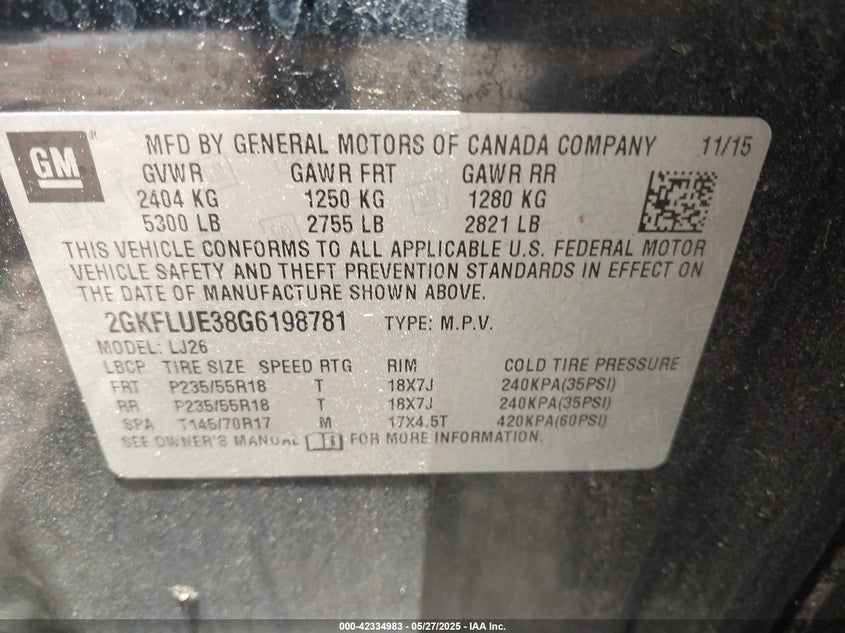 GM
MFD BY GENERAL MOTORS OF CANADA COMPANY 11/15
GVWR GAWR FRT GAWR RR
2404 KG 1250 KG 1280 KG
5300 LB 2755 LB 2821 LB
THIS VEHICLE CONFORMS TO ALL APPLICABLE U.S. FEDERAL MOTOR
VEHICLE SAFETY AND THEFT PREVENTION STANDARDS IN EFFECT ON
THE DATE OF MANUFACTURE SHOWN ABOVE.
2GKFLUE38G6198781 TYPE: M.P.V.
MODEL: LJ26
LBCP TIRE SIZE SPEED RTG RIM COLD TIRE PRESSURE
FRT P235/55R18 T 18X7J 240KPA(35PSI)
RR P235/55R18 T 18X7J 240KPA(35PSI)
SPA T145/70R17 M 17X4.5T 420KPA(60PSI)
SEE OWNER'S MANUAL FOR MORE INFORMATION.
000-42334983 - 05/27/2025 - IAA Inc.